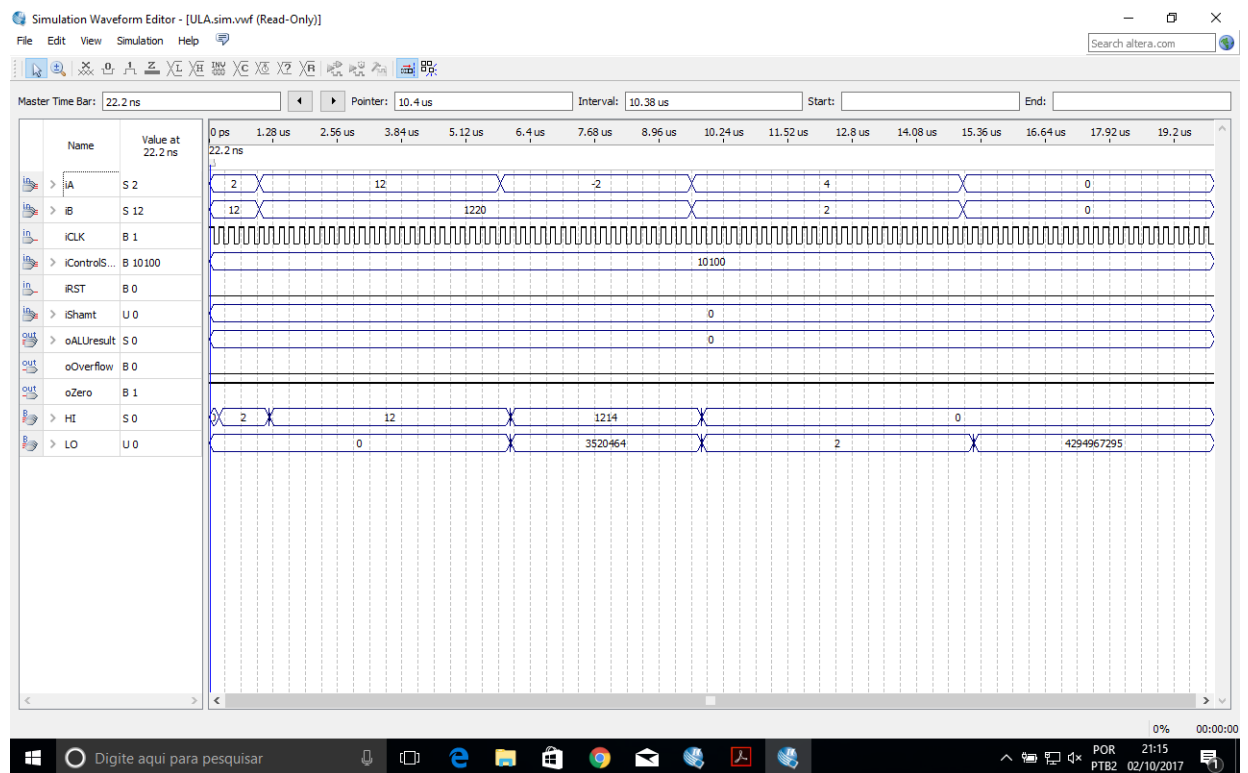 Simulation Waveform Editor - [ULA.sim.vwf (Read-Only)]
File Edit View Simulation Help
Search altera.com
Master Time Bar: 22.2 ns Pointer: 10.4 us Interval: 10.38 us Start: End:
Name Value at 22.2 ns
0 ps 1.28 us 2.56 us 3.84 us 5.12 us 6.4 us 7.68 us 8.96 us 10.24 us 11.52 us 12.8 us 14.08 us 15.36 us 16.64 us 17.92 us 19.2 us
22.2 ns
iA S 2 2 12 -2 4 0
iB S 12 12 1220 2 0
iCLK B 1
iControlS... B 10100 10100
iRST B 0
iShamt U 0 0
oALUresult S 0 0
oOverflow B 0
oZero B 1
HI S 0 2 12 1214 0
LO U 0 0 3520464 2 4294967295
0% 00:00:00
Digite aqui para pesquisar
POR 21:15
PTB2 02/10/2017